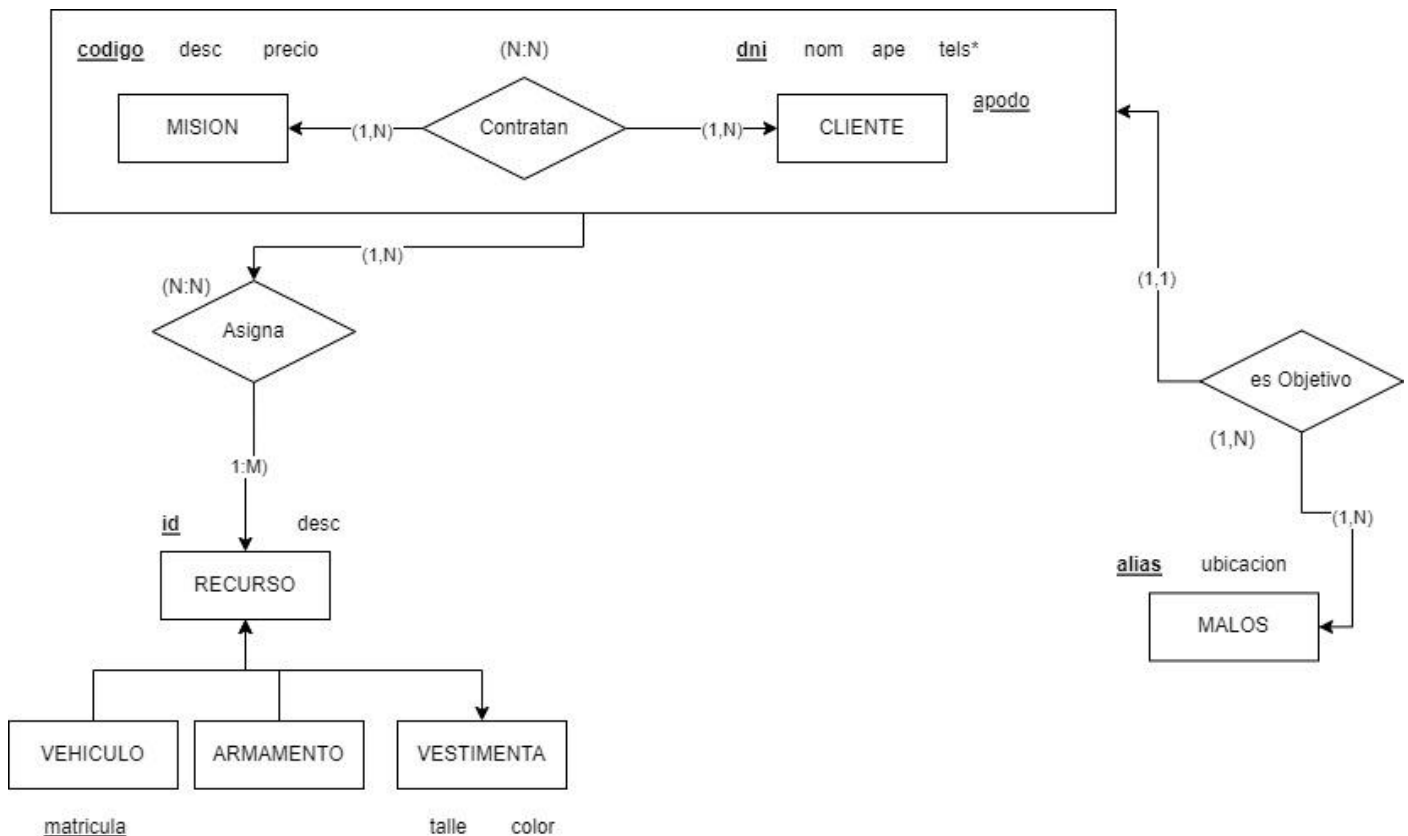 codigo desc precio (N:N) dni nom ape tels*
apodo
MISION (1,N) Contratan (1,N) CLIENTE
(1,N)
(N:N)
(1,1)
Asigna
es Objetivo
(1,N)
1:M)
(1,N)
id desc
alias ubicacion
RECURSO
MALOS
VEHICULO ARMAMENTO VESTIMENTA
matricula talle color